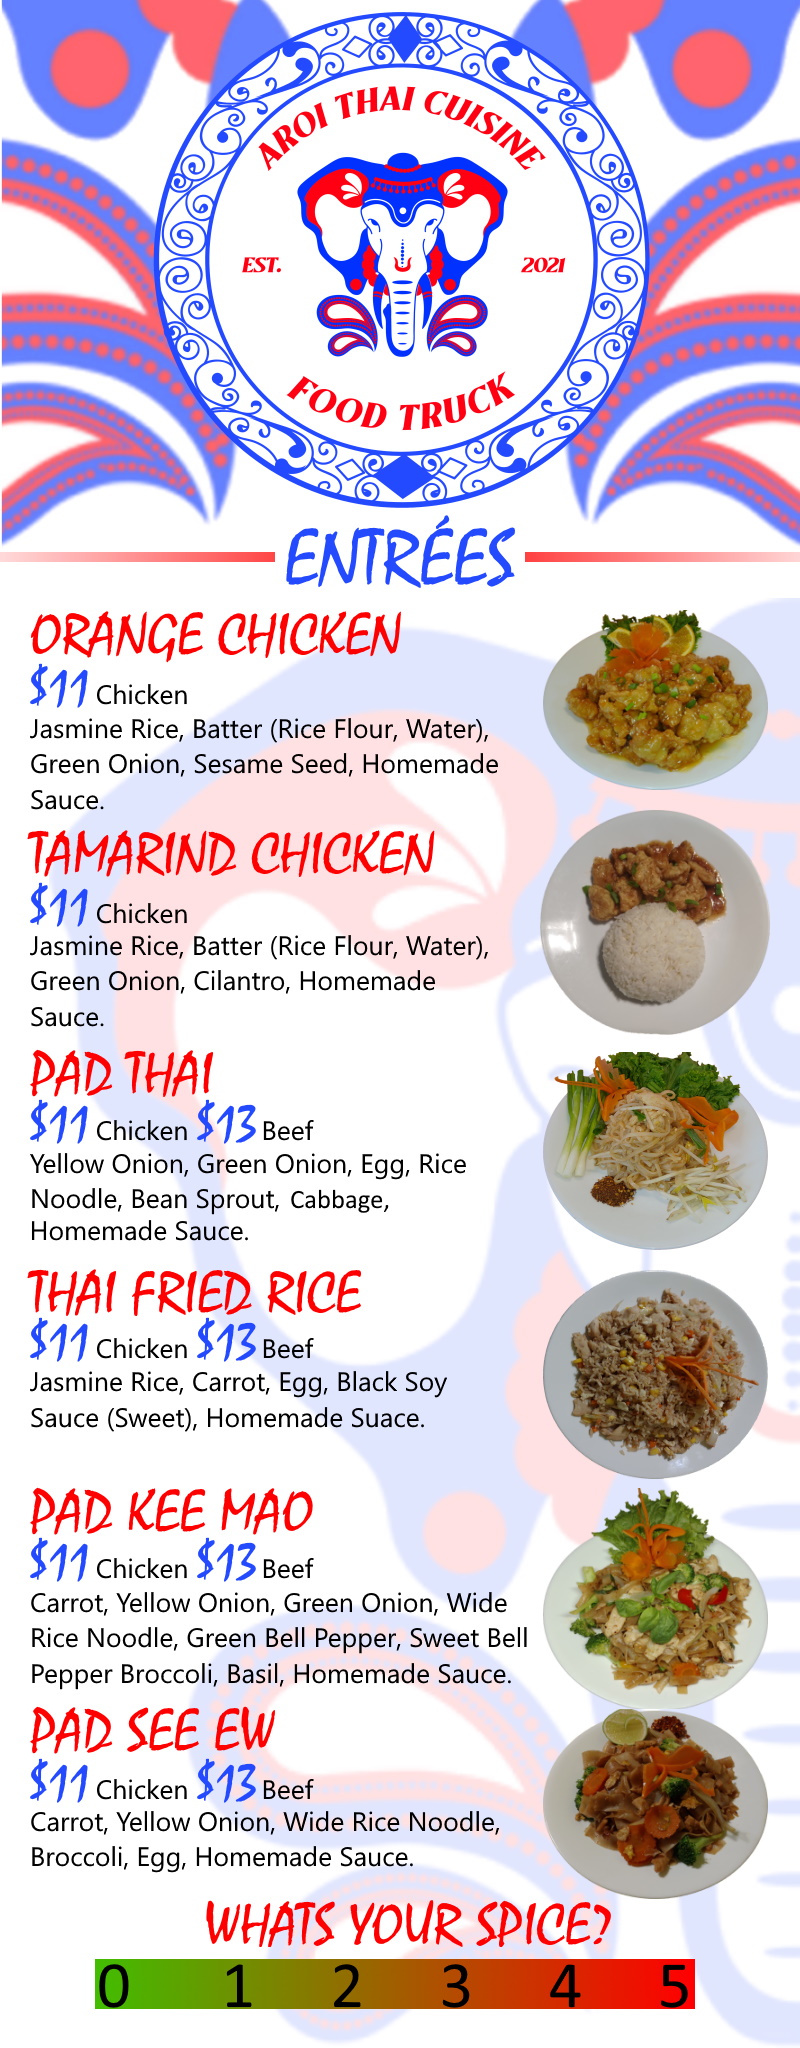 AROI THAI CUISINE
EST. 2021
FOOD TRUCK
ENTRÉES
ORANGE CHICKEN
$11 Chicken
Jasmine Rice, Batter (Rice Flour, Water),
Green Onion, Sesame Seed, Homemade
Sauce.
TAMARIND CHICKEN
$11 Chicken
Jasmine Rice, Batter (Rice Flour, Water),
Green Onion, Cilantro, Homemade
Sauce.
PAD THAI
$11 Chicken $13 Beef
Yellow Onion, Green Onion, Egg, Rice
Noodle, Bean Sprout, Cabbage,
Homemade Sauce.
THAI FRIED RICE
$11 Chicken $13 Beef
Jasmine Rice, Carrot, Egg, Black Soy
Sauce (Sweet), Homemade Suace.
PAD KEE MAO
$11 Chicken $13 Beef
Carrot, Yellow Onion, Green Onion, Wide
Rice Noodle, Green Bell Pepper, Sweet Bell
Pepper Broccoli, Basil, Homemade Sauce.
PAD SEE EW
$11 Chicken $13 Beef
Carrot, Yellow Onion, Wide Rice Noodle,
Broccoli, Egg, Homemade Sauce.
WHATS YOUR SPICE?
0 1 2 3 4 5